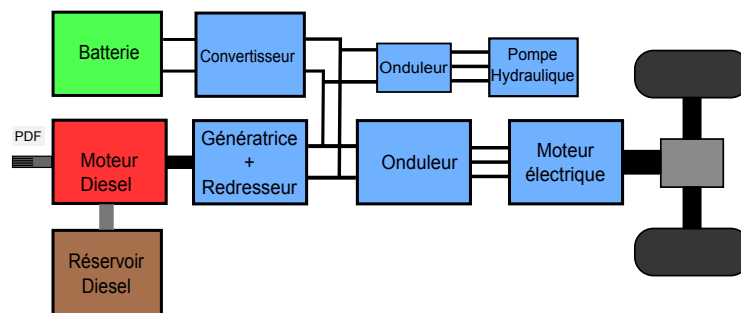 Batterie
Convertisseur
Onduleur
Pompe
Hydraulique
PDF
Moteur
Diesel
Génératrice
+
Redresseur
Onduleur
Moteur
électrique
Réservoir
Diesel